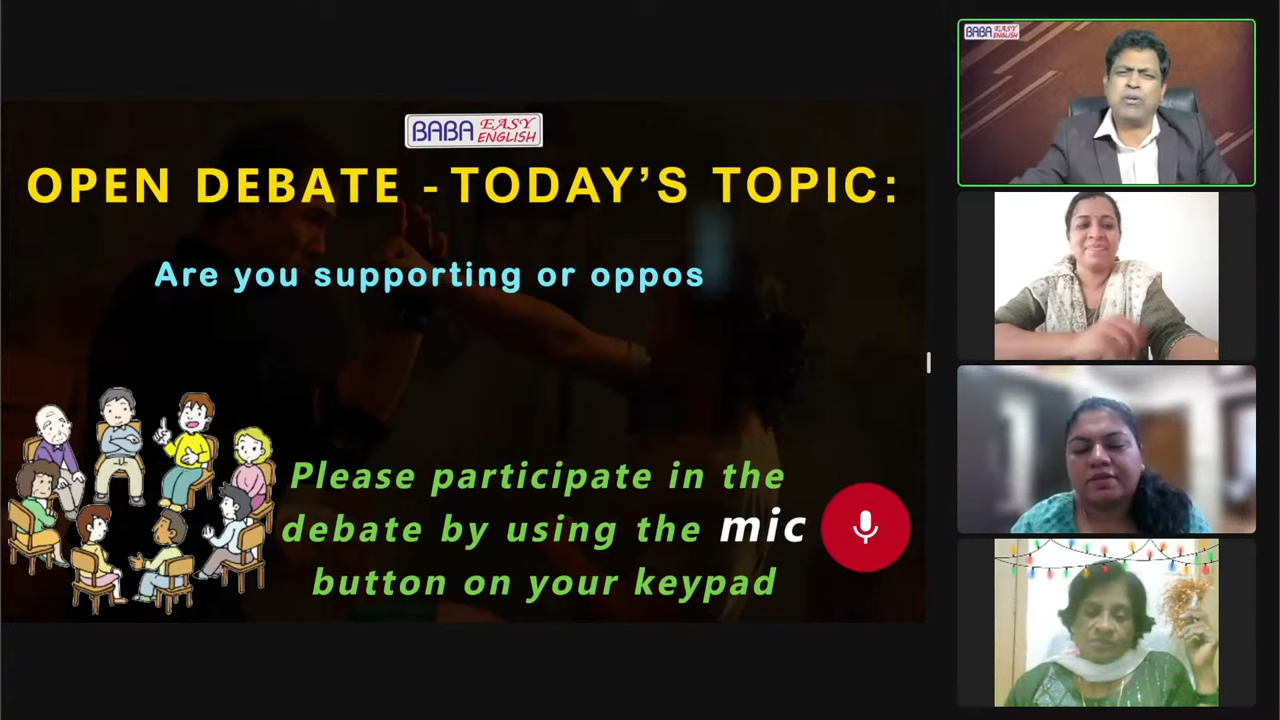 BABA EASY ENGLISH
OPEN DEBATE - TODAY'S TOPIC:
Are you supporting or oppos
Please participate in the
debate by using the mic
button on your keypad
BABA EASY ENGLISH